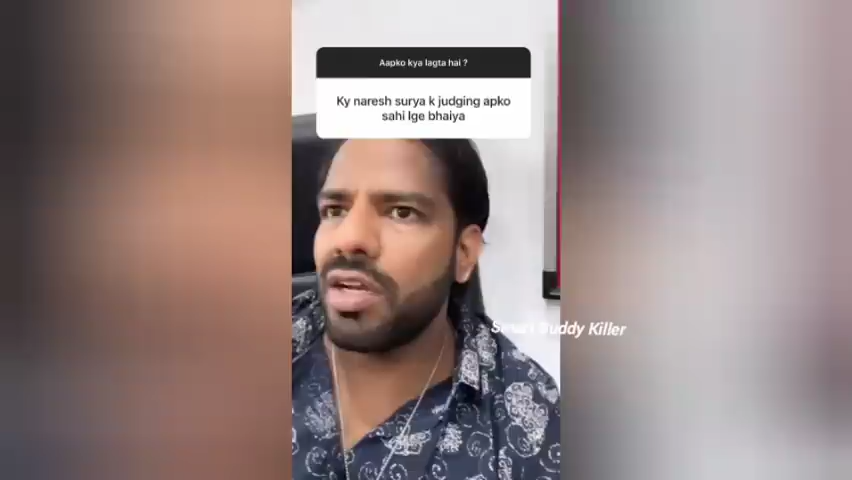 Aapko kya lagta hai ?
Ky naresh surya k judging apko
sahi lge bhaiya
Buddy Killer